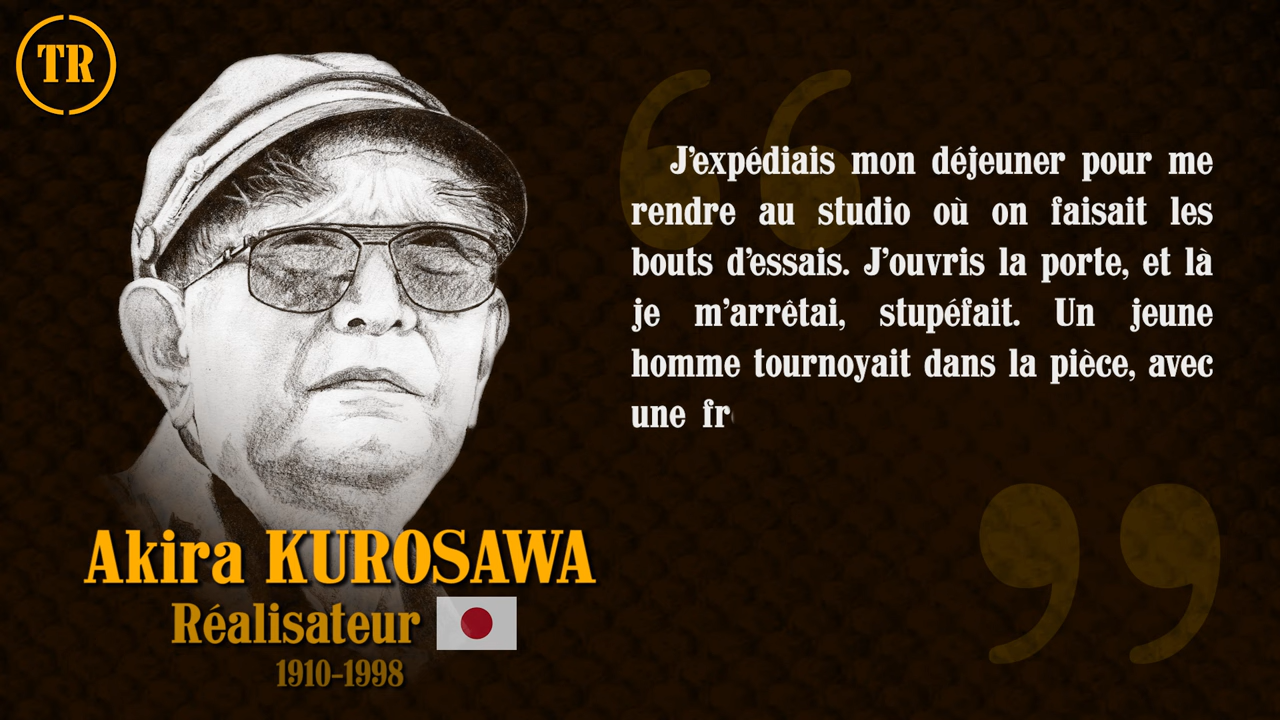 TR
J’expédiais mon déjeuner pour me
rendre au studio où on faisait les
bouts d’essais. J’ouvris la porte, et là
je m’arrêtai, stupéfait. Un jeune
homme tournoyait dans la pièce, avec
une fr
Akira KUROSAWA
Réalisateur
1910-1998